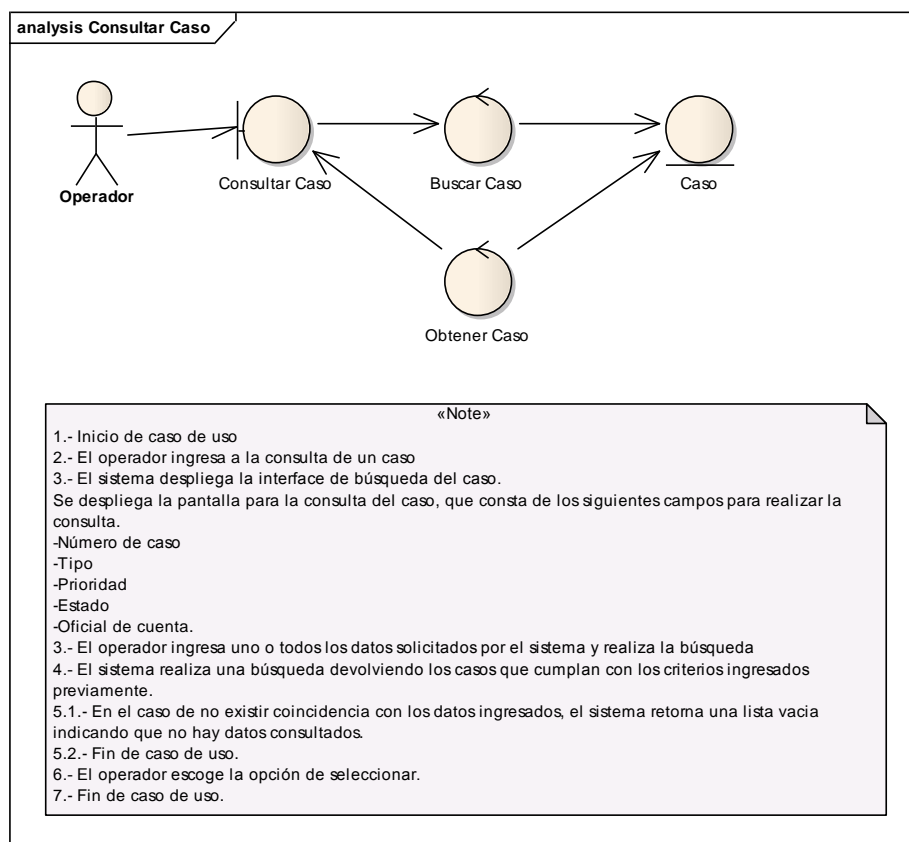 analysis Consultar Caso
Operador
Consultar Caso
Buscar Caso
Caso
Obtener Caso
«Note»
1.- Inicio de caso de uso
2.- El operador ingresa a la consulta de un caso
3.- El sistema despliega la interface de búsqueda del caso.
Se despliega la pantalla para la consulta del caso, que consta de los siguientes campos para realizar la
consulta.
-Número de caso
-Tipo
-Prioridad
-Estado
-Oficial de cuenta.
3.- El operador ingresa uno o todos los datos solicitados por el sistema y realiza la búsqueda
4.- El sistema realiza una búsqueda devolviendo los casos que cumplan con los criterios ingresados
previamente.
5.1.- En el caso de no existir coincidencia con los datos ingresados, el sistema retorna una lista vacia
indicando que no hay datos consultados.
5.2.- Fin de caso de uso.
6.- El operador escoge la opción de seleccionar.
7.- Fin de caso de uso.